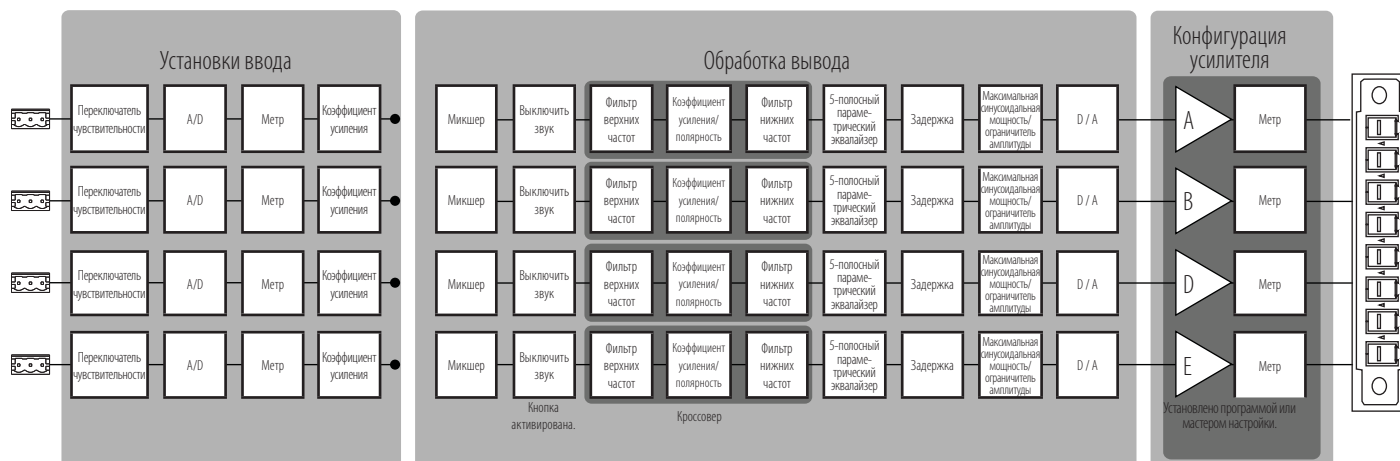 Установки ввода
Обработка вывода
Конфигурация
усилителя
Переключатель
чувствительности
A/D
Метр
Коэффициент
усиления
Микшер
Выключить
звук
Фильтр
верхних
частот
Коэффициент
усиления/
полярность
Фильтр
нижних
частот
5-полосный
параме-
трический
эквалайзер
Задержка
Максимальная
синусоидальная
мощность/
ограничитель
амплитуды
D / A
A
Метр
Переключатель
чувствительности
A/D
Метр
Коэффициент
усиления
Микшер
Выключить
звук
Фильтр
верхних
частот
Коэффициент
усиления/
полярность
Фильтр
нижних
частот
5-полосный
параме-
трический
эквалайзер
Задержка
Максимальная
синусоидальная
мощность/
ограничитель
амплитуды
D / A
B
Метр
Переключатель
чувствительности
A/D
Метр
Коэффициент
усиления
Микшер
Выключить
звук
Фильтр
верхних
частот
Коэффициент
усиления/
полярность
Фильтр
нижних
частот
5-полосный
параме-
трический
эквалайзер
Задержка
Максимальная
синусоидальная
мощность/
ограничитель
амплитуды
D / A
D
Метр
Переключатель
чувствительности
A/D
Метр
Коэффициент
усиления
Микшер
Выключить
звук
Фильтр
верхних
частот
Коэффициент
усиления/
полярность
Фильтр
нижних
частот
5-полосный
параме-
трический
эквалайзер
Задержка
Максимальная
синусоидальная
мощность/
ограничитель
амплитуды
D / A
E
Метр
Кнопка
активирована.
Кроссовер
Установлено программой или
мастером настройки.